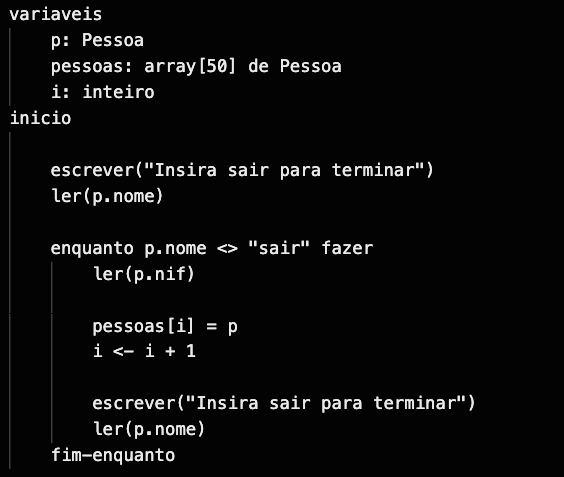 variaveis
p: Pessoa
pessoas: array[50] de Pessoa
i: inteiro
inicio
escrever("Insira sair para terminar")
ler(p.nome)
enquanto p.nome <> "sair" fazer
ler(p.nif)
pessoas[i] = p
i <- i + 1
escrever("Insira sair para terminar")
ler(p.nome)
fim-enquanto